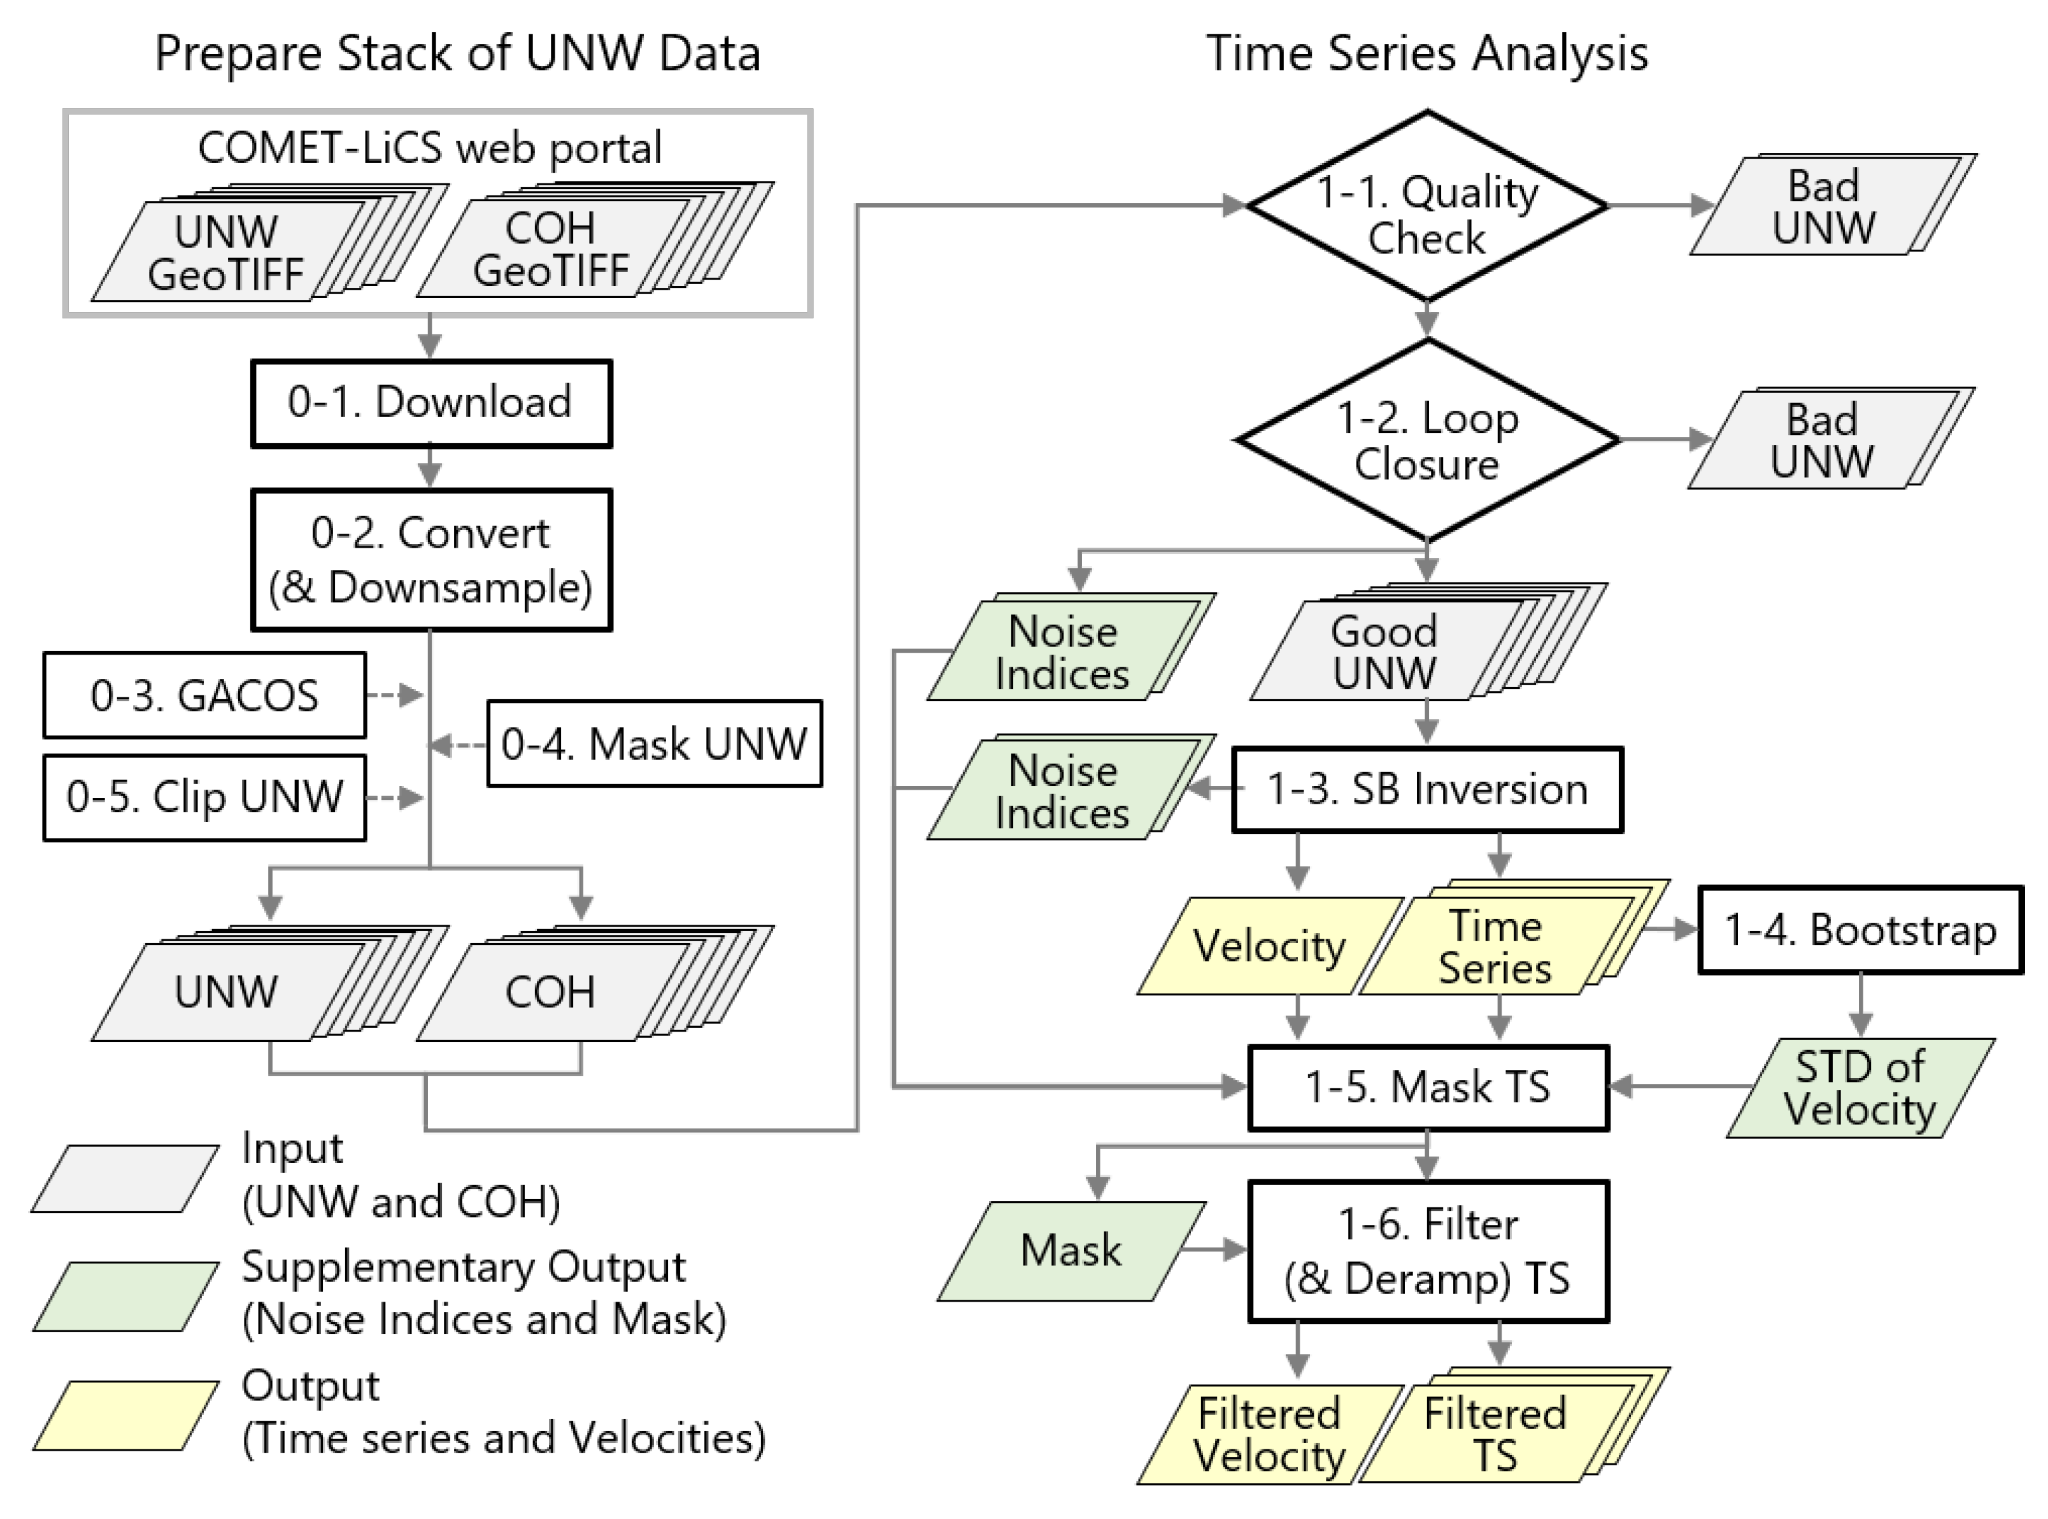 Prepare Stack of UNW Data
COMET-LiCS web portal
UNW
GeoTIFF
COH
GeoTIFF
0-1. Download
0-2. Convert
(& Downsample)
0-3. GACOS
0-4. Mask UNW
0-5. Clip UNW
UNW
COH
Input
(UNW and COH)
Supplementary Output
(Noise Indices and Mask)
Output
(Time series and Velocities)
Time Series Analysis
1-1. Quality
Check
Bad
UNW
1-2. Loop
Closure
Bad
UNW
Noise
Indices
Good
UNW
Noise
Indices
1-3. SB Inversion
Velocity
Time
Series
1-4. Bootstrap
1-5. Mask TS
STD of
Velocity
Mask
1-6. Filter
(& Deramp) TS
Filtered
Velocity
Filtered
TS